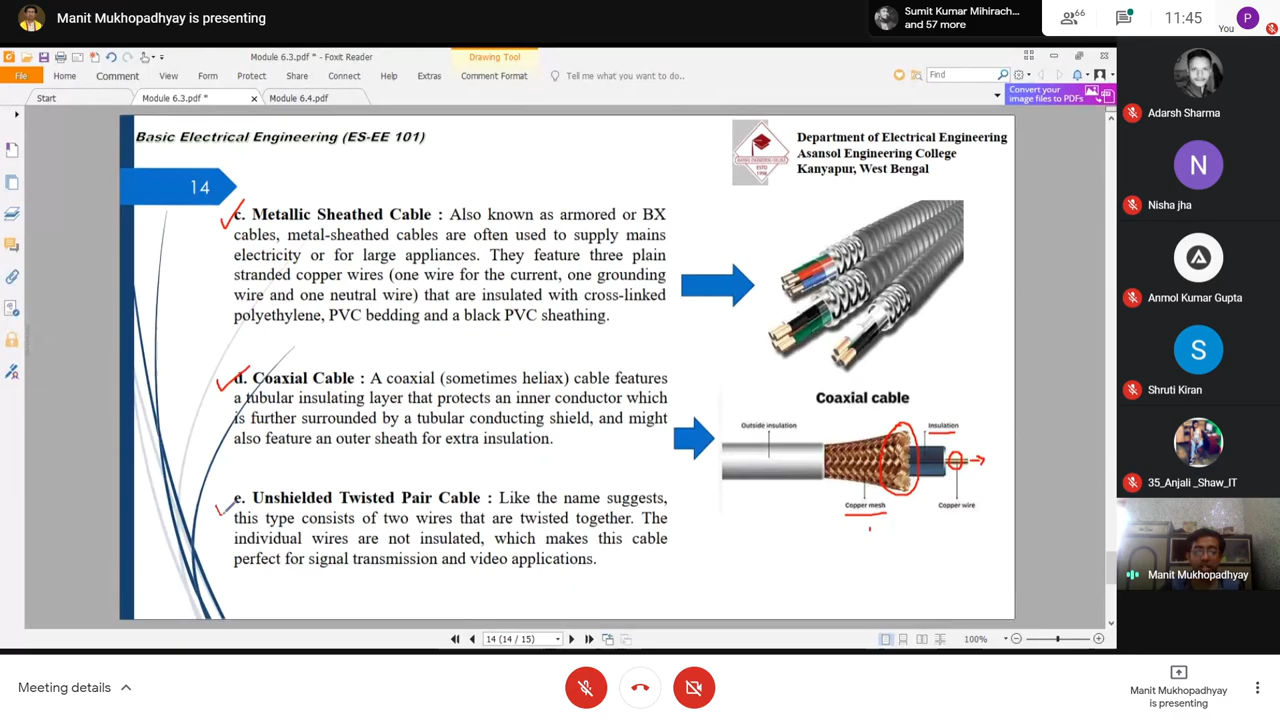 Manit Mukhopadhyay is presenting
Sumit Kumar Mihirach...
and 57 more
66
11:45
You
P
Module 6.3.pdf * - Foxit Reader
Drawing Tool
File
Home
Comment
View
Form
Protect
Share
Connect
Help
Extras
Comment Format
Tell me what you want to do..
Find
Start
Module 6.3.pdf *
Module 6.4.pdf
Convert your
image files to PDFs
Basic Electrical Engineering (ES-EE 101)
Department of Electrical Engineering
Asansol Engineering College
Kanyapur, West Bengal
14
c. Metallic Sheathed Cable : Also known as armored or BX
cables, metal-sheathed cables are often used to supply mains
electricity or for large appliances. They feature three plain
stranded copper wires (one wire for the current, one grounding
wire and one neutral wire) that are insulated with cross-linked
polyethylene, PVC bedding and a black PVC sheathing.
d. Coaxial Cable : A coaxial (sometimes heliax) cable features
a tubular insulating layer that protects an inner conductor which
is further surrounded by a tubular conducting shield, and might
also feature an outer sheath for extra insulation.
Coaxial cable
Outside insulation
Insulation
Copper mesh
Copper wire
e. Unshielded Twisted Pair Cable : Like the name suggests,
this type consists of two wires that are twisted together. The
individual wires are not insulated, which makes this cable
perfect for signal transmission and video applications.
14 (14 / 15)
100%
Adarsh Sharma
N
Nisha jha
Anmol Kumar Gupta
S
Shruti Kiran
35_Anjali _Shaw_IT
Manit Mukhopadhyay
Meeting details
Manit Mukhopadhyay
is presenting